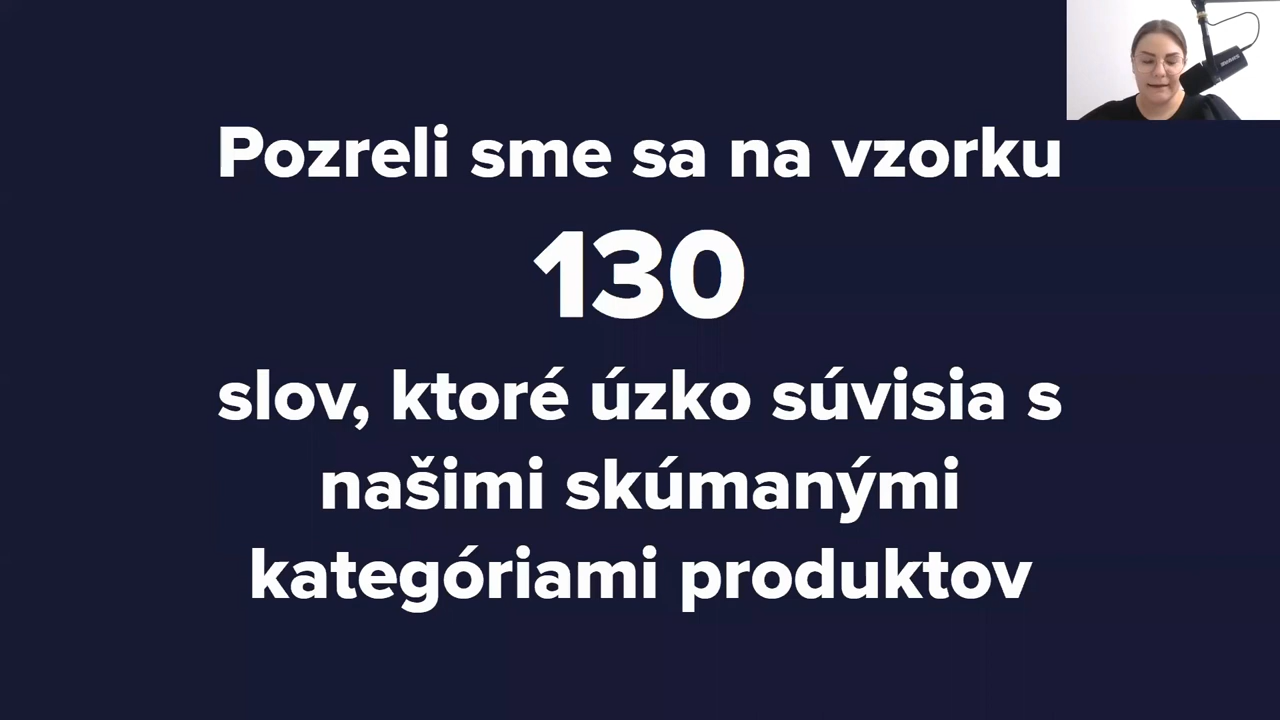 Pozreli sme sa na vzorku
130
slov, ktoré úzko súvisia s
našimi skúmanými
kategóriami produktov